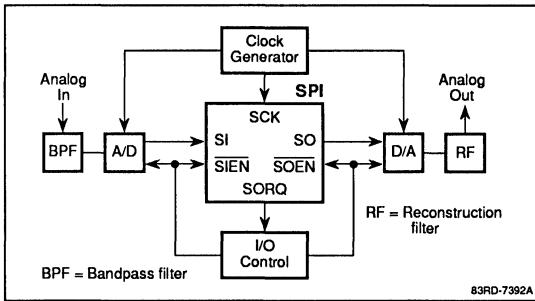 Clock
Generator
Analog
In
Analog
Out
SPI
SCK
BPF
A/D
SI
SO
D/A
RF
SIEN
SOEN
SORQ
I/O
Control
RF = Reconstruction
filter
BPF = Bandpass filter
83RD-7392A